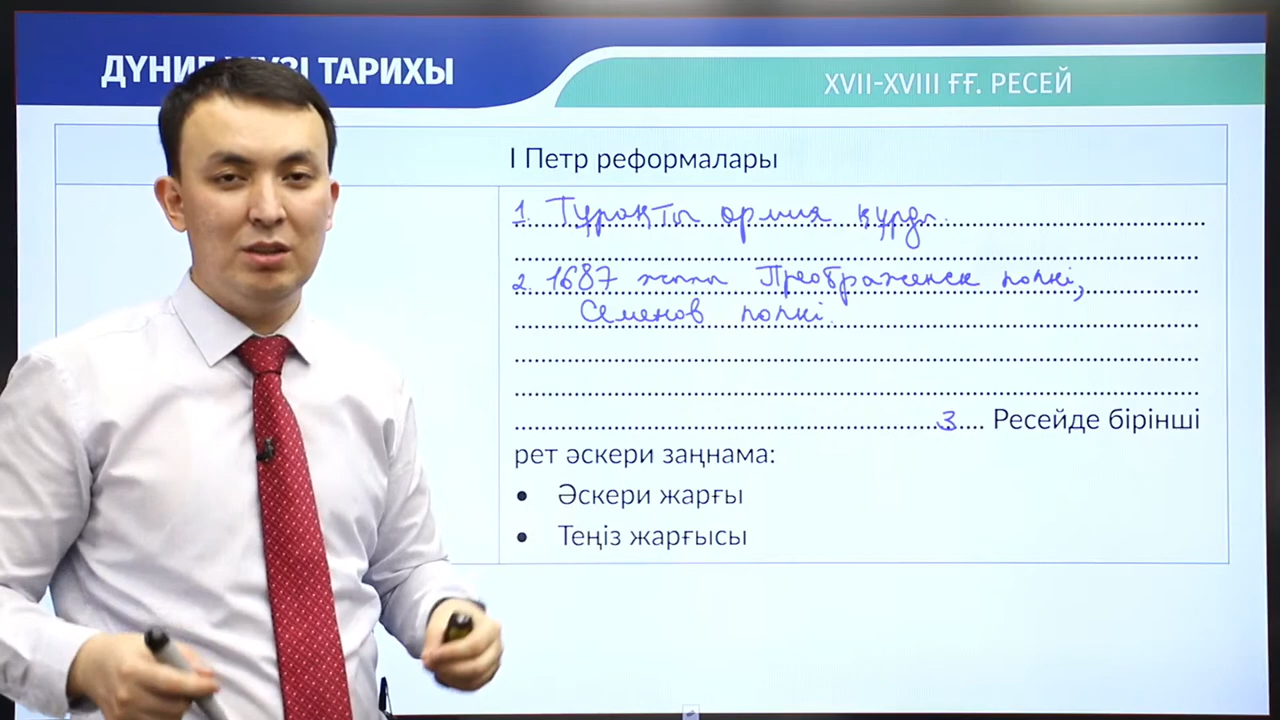 ДҮНИЕ ЖҮЗІ ТАРИХЫ
XVII-XVIII ҒҒ. РЕСЕЙ
І Петр реформалары
1. Тұрақты армия құрды.
2. 1687 жылы Преображенск полкі,
Семенов полкі.
3 Ресейде бірінші
рет әскери заңнама:
• Әскери жарғы
• Теңіз жарғысы